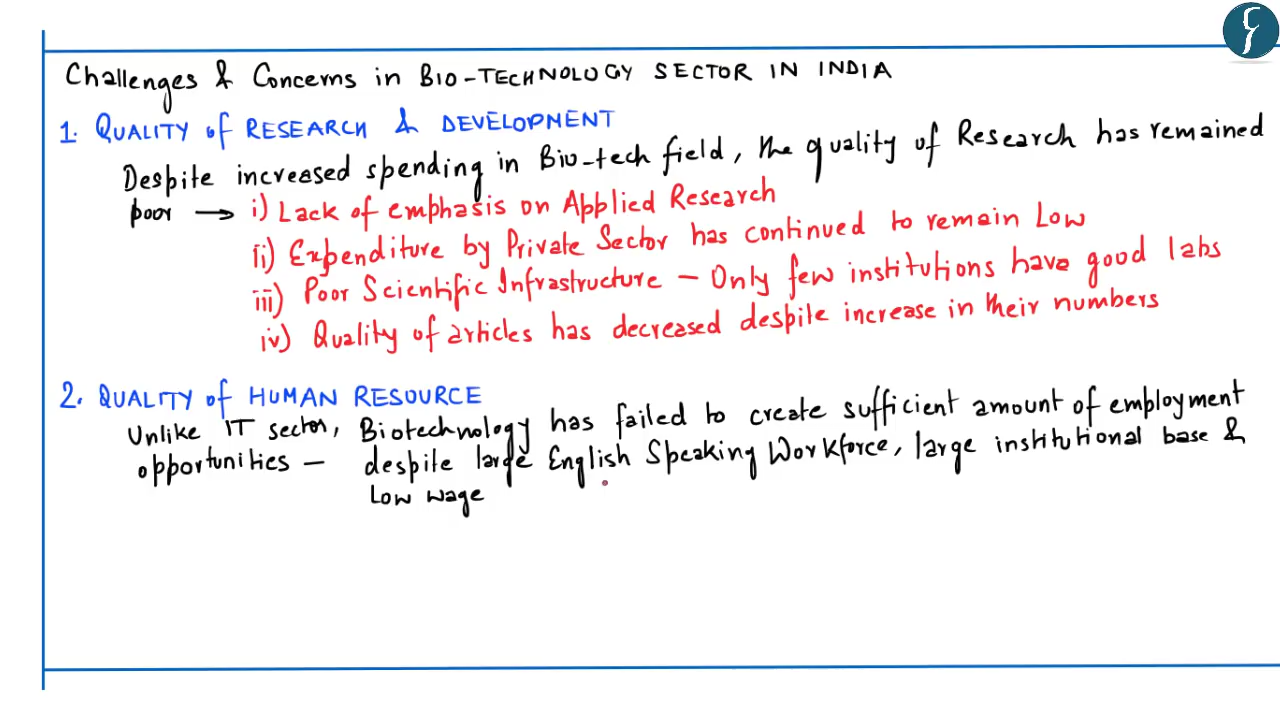 Challenges & Concerns in BIO-TECHNOLOGY SECTOR IN INDIA
1. QUALITY of RESEARCH & DEVELOPMENT
Despite increased spending in Bio-tech field, the quality of Research has remained
poor → i) Lack of emphasis on Applied Research
ii) Expenditure by Private Sector has continued to remain Low
iii) Poor Scientific Infrastructure – Only few institutions have good labs
iv) Quality of articles has decreased despite increase in their numbers
2. QUALITY of HUMAN RESOURCE
Unlike IT sector, Biotechnology has failed to create sufficient amount of employment
opportunities – despite large English Speaking Workforce, large institutional base &
Low wage